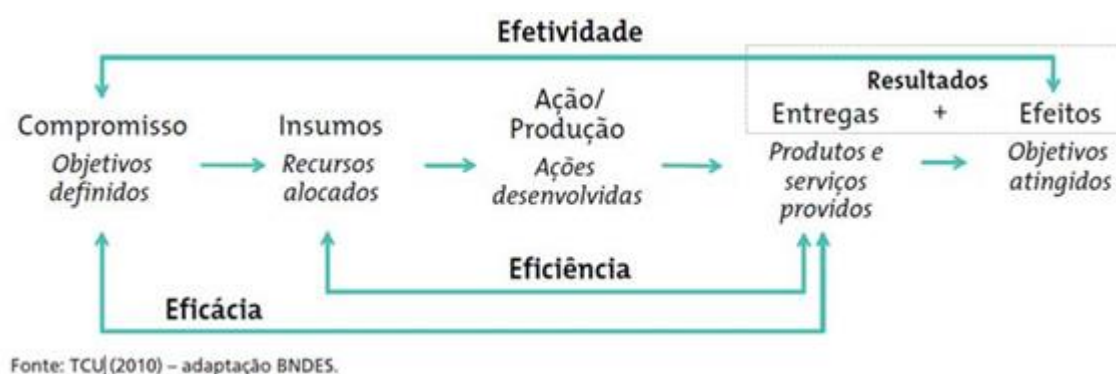 Efetividade
Resultados
Compromisso
Insumos
Ação/
Produção
Entregas + Efeitos
Objetivos
definidos
Recursos
alocados
Ações
desenvolvidas
Produtos e
serviços
providos
Objetivos
atingidos
Eficiência
Eficácia
Fonte: TCU (2010) – adaptação BNDES.